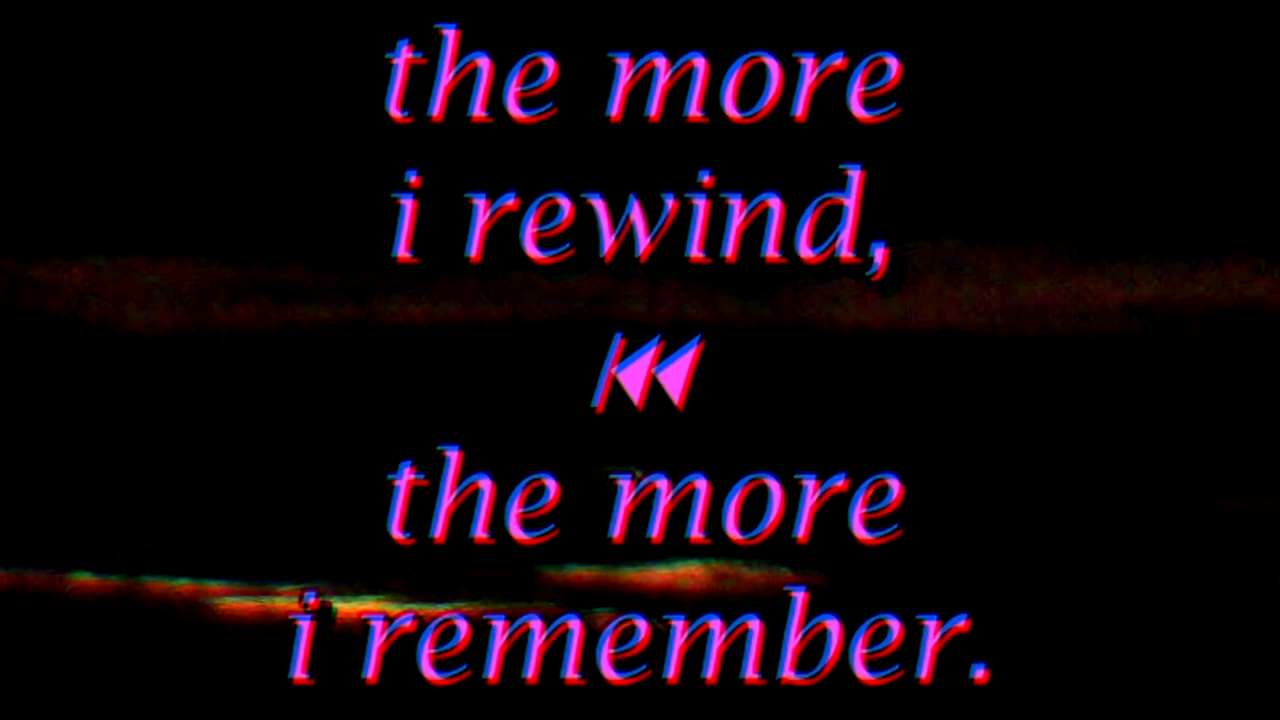 the more
i rewind,
⏮
the more
i remember.